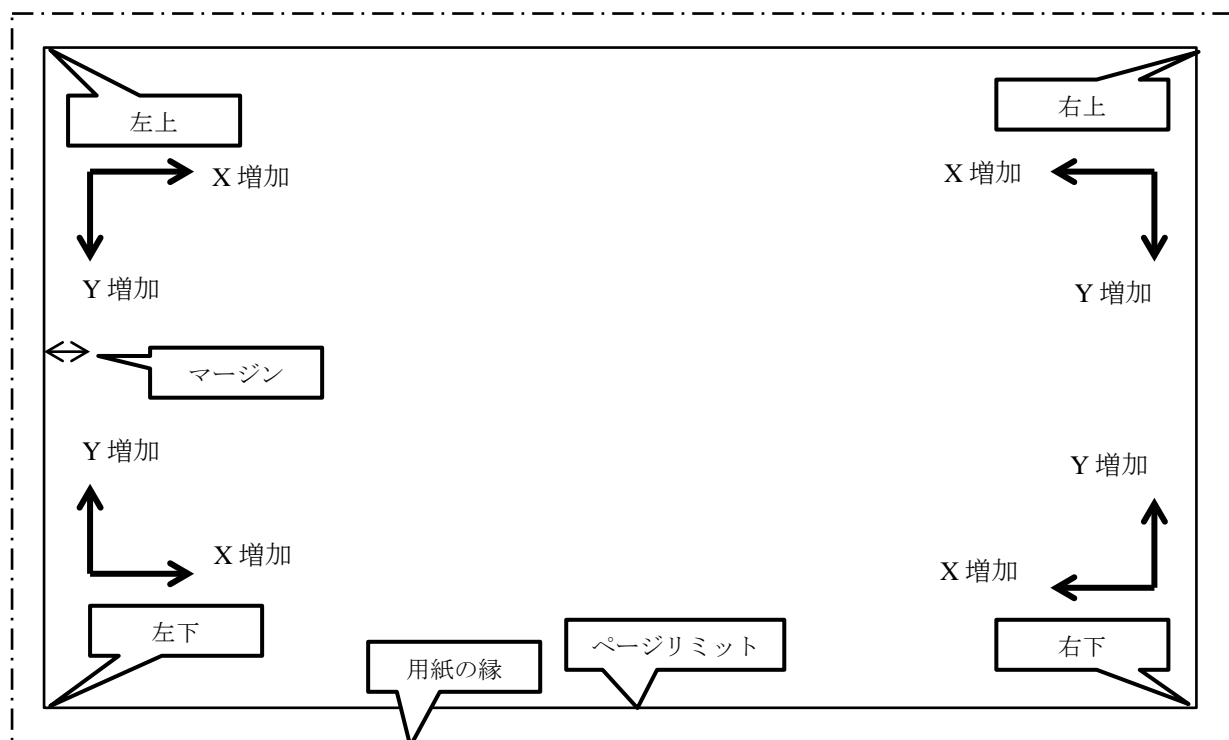 左上
右上
X 増加
X 増加
Y 増加
Y 増加
マージン
Y 増加
Y 増加
X 増加
X 増加
左下
ページリミット
右下
用紙の縁